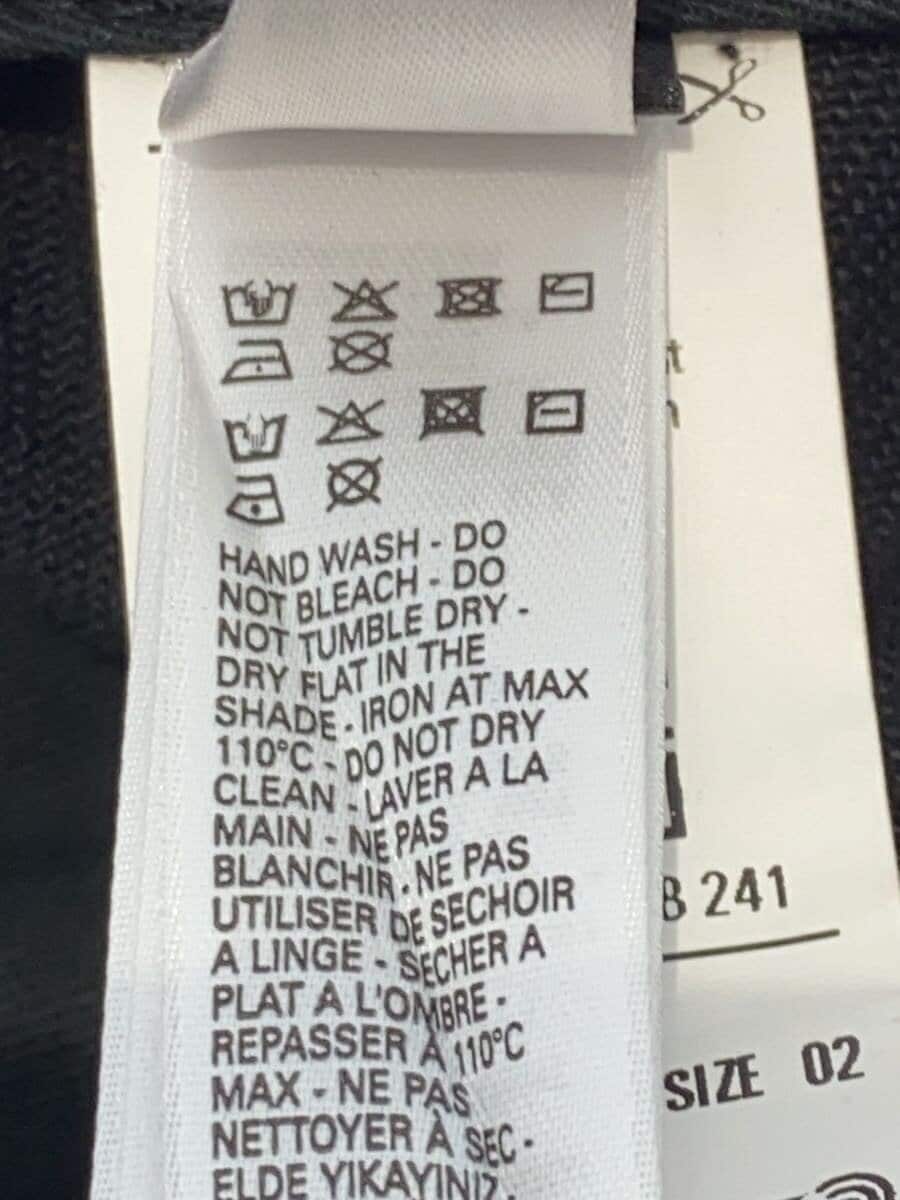 HAND WASH - DO
NOT BLEACH - DO
NOT TUMBLE DRY -
DRY FLAT IN THE
SHADE - IRON AT MAX
110°C - DO NOT DRY
CLEAN - LAVER A LA
MAIN - NE PAS
BLANCHIR - NE PAS
UTILISER DE SECHOIR
A LINGE - SECHER A
PLAT A L'OMBRE -
REPASSER À 110°C
MAX - NE PAS
NETTOYER À SEC -
ELDE YIKAYINIZ
t
B 241
SIZE 02